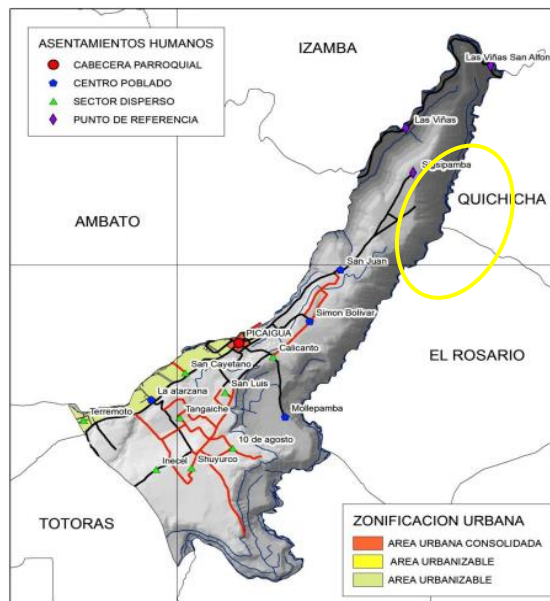 ASENTAMIENTOS HUMANOS
CABECERA PARROQUIAL
CENTRO POBLADO
SECTOR DISPERSO
PUNTO DE REFERENCIA
IZAMBA
Las Viñas San Alfon
Las Viñas
Sigsipamba
QUICHICHA
AMBATO
San Juan
Simon Bolivar
PICAIGUA
EL ROSARIO
Calicanto
San Cayetano
San Luis
La atarzana
Terremoto
Tangaiche
Mollepamba
10 de agosto
Inecel
Shuyurco
TOTORAS
ZONIFICACION URBANA
AREA URBANA CONSOLIDADA
AREA URBANIZABLE
AREA URBANIZABLE